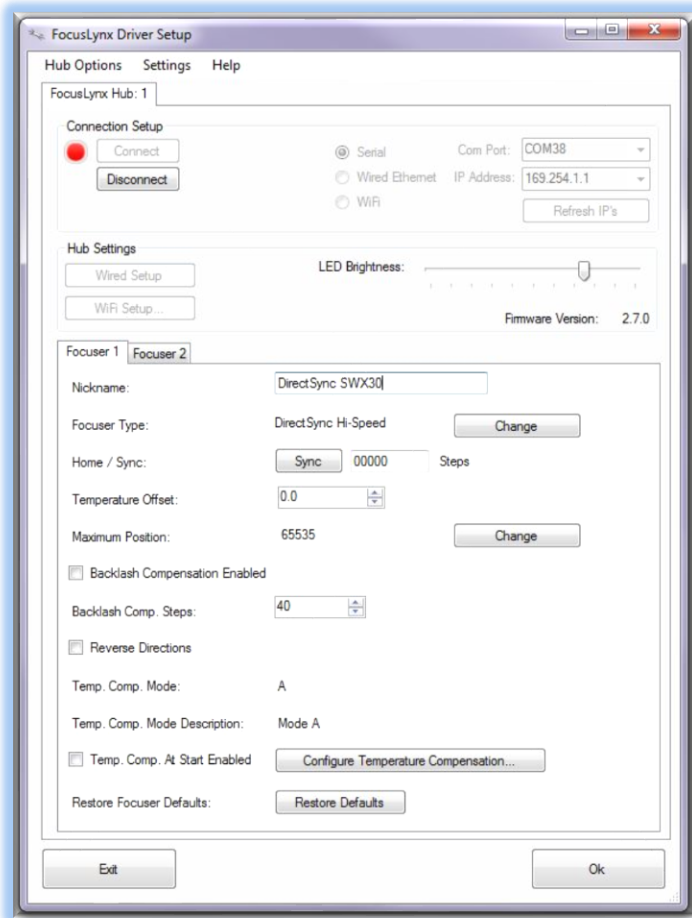 FocusLynx Driver Setup
Hub Options Settings Help
FocusLynx Hub: 1
Connection Setup
Connect Serial Com Port: COM38
Disconnect Wired Ethernet IP Address: 169.254.1.1
WiFi Refresh IP's
Hub Settings
Wired Setup LED Brightness:
WiFi Setup...
Firmware Version: 2.7.0
Focuser 1 Focuser 2
Nickname: DirectSync SWX30
Focuser Type: DirectSync Hi-Speed Change
Home / Sync: Sync 00000 Steps
Temperature Offset: 0.0
Maximum Position: 65535 Change
Backlash Compensation Enabled
Backlash Comp. Steps: 40
Reverse Directions
Temp. Comp. Mode: A
Temp. Comp. Mode Description: Mode A
Temp. Comp. At Start Enabled Configure Temperature Compensation...
Restore Focuser Defaults: Restore Defaults
Exit Ok